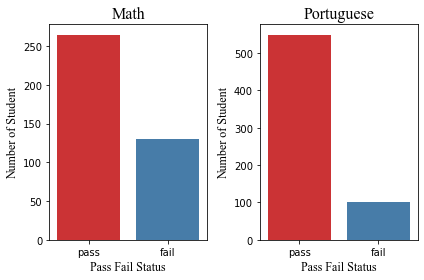 Math
Number of Student
250
200
150
100
50
0
pass fail
Pass Fail Status
Portuguese
Number of Student
500
400
300
200
100
0
pass fail
Pass Fail Status